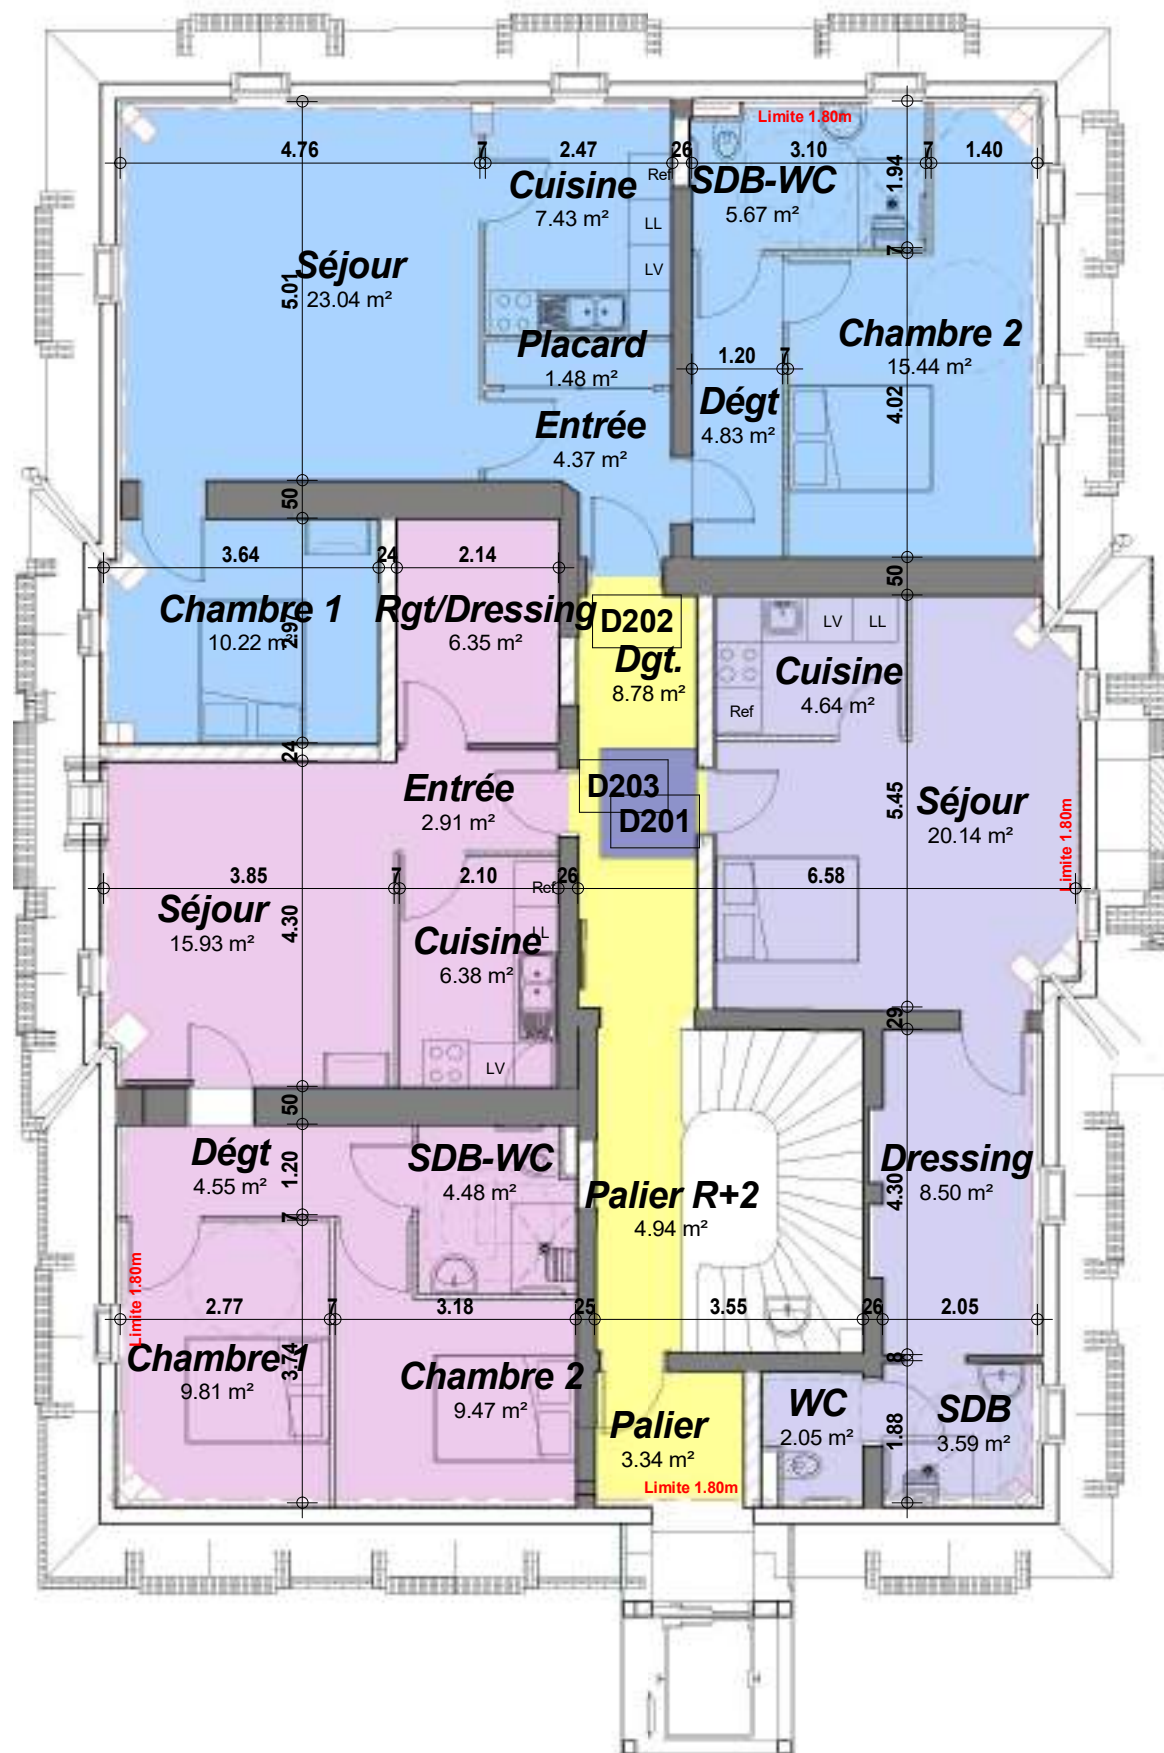 Limite 1.80m
4.76
7
2.47
26
3.10
7
1.40
1.94
Cuisine
7.43 m²
Ref
SDB-WC
5.67 m²
LL
LV
7
Séjour
23.04 m²
5.01
Placard
1.48 m²
Chambre 2
15.44 m²
1.20
7
Dégt
4.83 m²
4.02
Entrée
4.37 m²
50
3.64
24
2.14
50
Chambre 1
10.22 m²
2.97
Rgt/Dressing
6.35 m²
D202
Dgt.
8.78 m²
LV
LL
Cuisine
4.64 m²
Ref
24
Entrée
2.91 m²
D203
D201
5.45
Séjour
20.14 m²
Limite 1.80m
3.85
7
2.10
26
6.58
Ref
Séjour
15.93 m²
4.30
LL
Cuisine
6.38 m²
LV
29
50
Dégt
4.55 m²
1.20
SDB-WC
4.48 m²
Palier R+2
4.94 m²
Dressing
8.50 m²
4.30
7
Limite 1.80m
2.77
7
3.18
25
3.55
26
2.05
Chambre 1
9.81 m²
3.74
Chambre 2
9.47 m²
8
Palier
3.34 m²
WC
2.05 m²
1.88
SDB
3.59 m²
Limite 1.80m